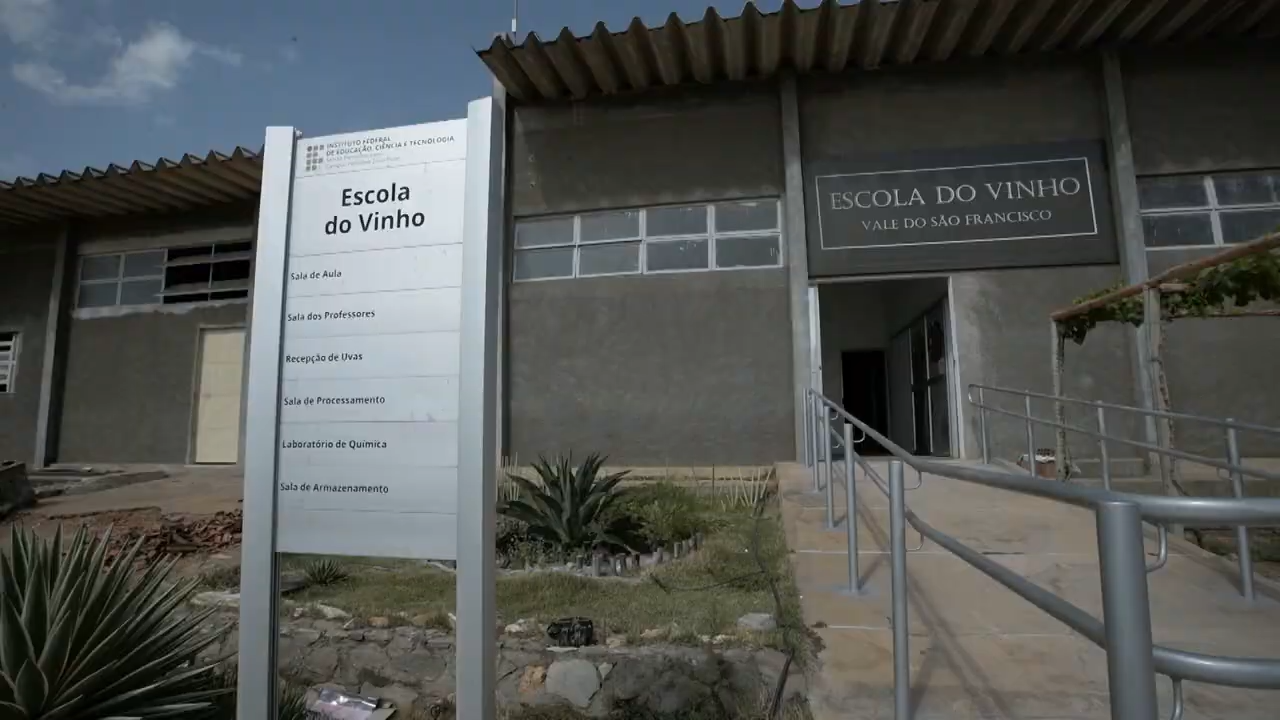 INSTITUTO FEDERAL
DE EDUCAÇÃO, CIÊNCIA E TECNOLOGIA
Escola
do Vinho
Sala de Aula
Sala dos Professores
Recepção de Uvas
Sala de Processamento
Laboratório de Química
Sala de Armazenamento
ESCOLA DO VINHO
VALE DO SÃO FRANCISCO